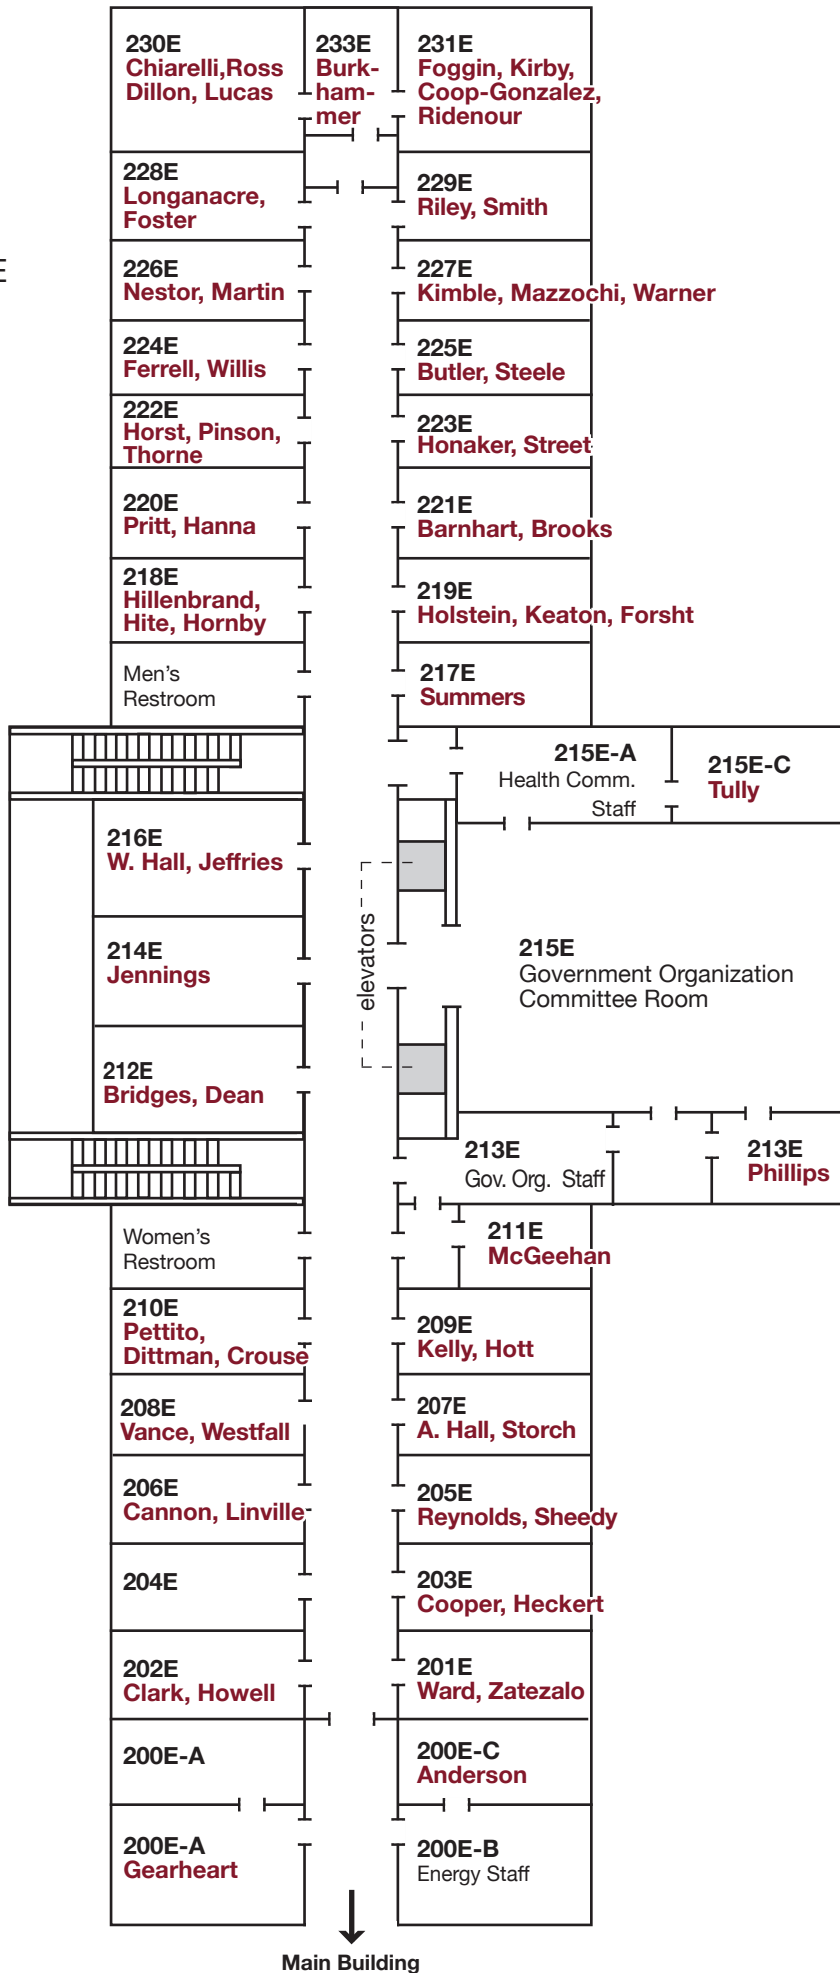 230E
Chiarelli,Ross
Dillon, Lucas
233E
Burk-
ham-
mer
231E
Foggin, Kirby,
Coop-Gonzalez,
Ridenour
228E
Longanacre,
Foster
229E
Riley, Smith
E
226E
Nestor, Martin
227E
Kimble, Mazzochi, Warner
224E
Ferrell, Willis
225E
Butler, Steele
222E
Horst, Pinson,
Thorne
223E
Honaker, Street
220E
Pritt, Hanna
221E
Barnhart, Brooks
218E
Hillenbrand,
Hite, Hornby
219E
Holstein, Keaton, Forsht
Men's
Restroom
217E
Summers
215E-A
Health Comm.
Staff
215E-C
Tully
216E
W. Hall, Jeffries
elevators
214E
Jennings
215E
Government Organization
Committee Room
212E
Bridges, Dean
213E
Gov. Org. Staff
213E
Phillips
Women's
Restroom
211E
McGeehan
210E
Pettito,
Dittman, Crouse
209E
Kelly, Hott
208E
Vance, Westfall
207E
A. Hall, Storch
206E
Cannon, Linville
205E
Reynolds, Sheedy
204E
203E
Cooper, Heckert
202E
Clark, Howell
201E
Ward, Zatezalo
200E-A
200E-C
Anderson
200E-A
Gearheart
200E-B
Energy Staff
Main Building